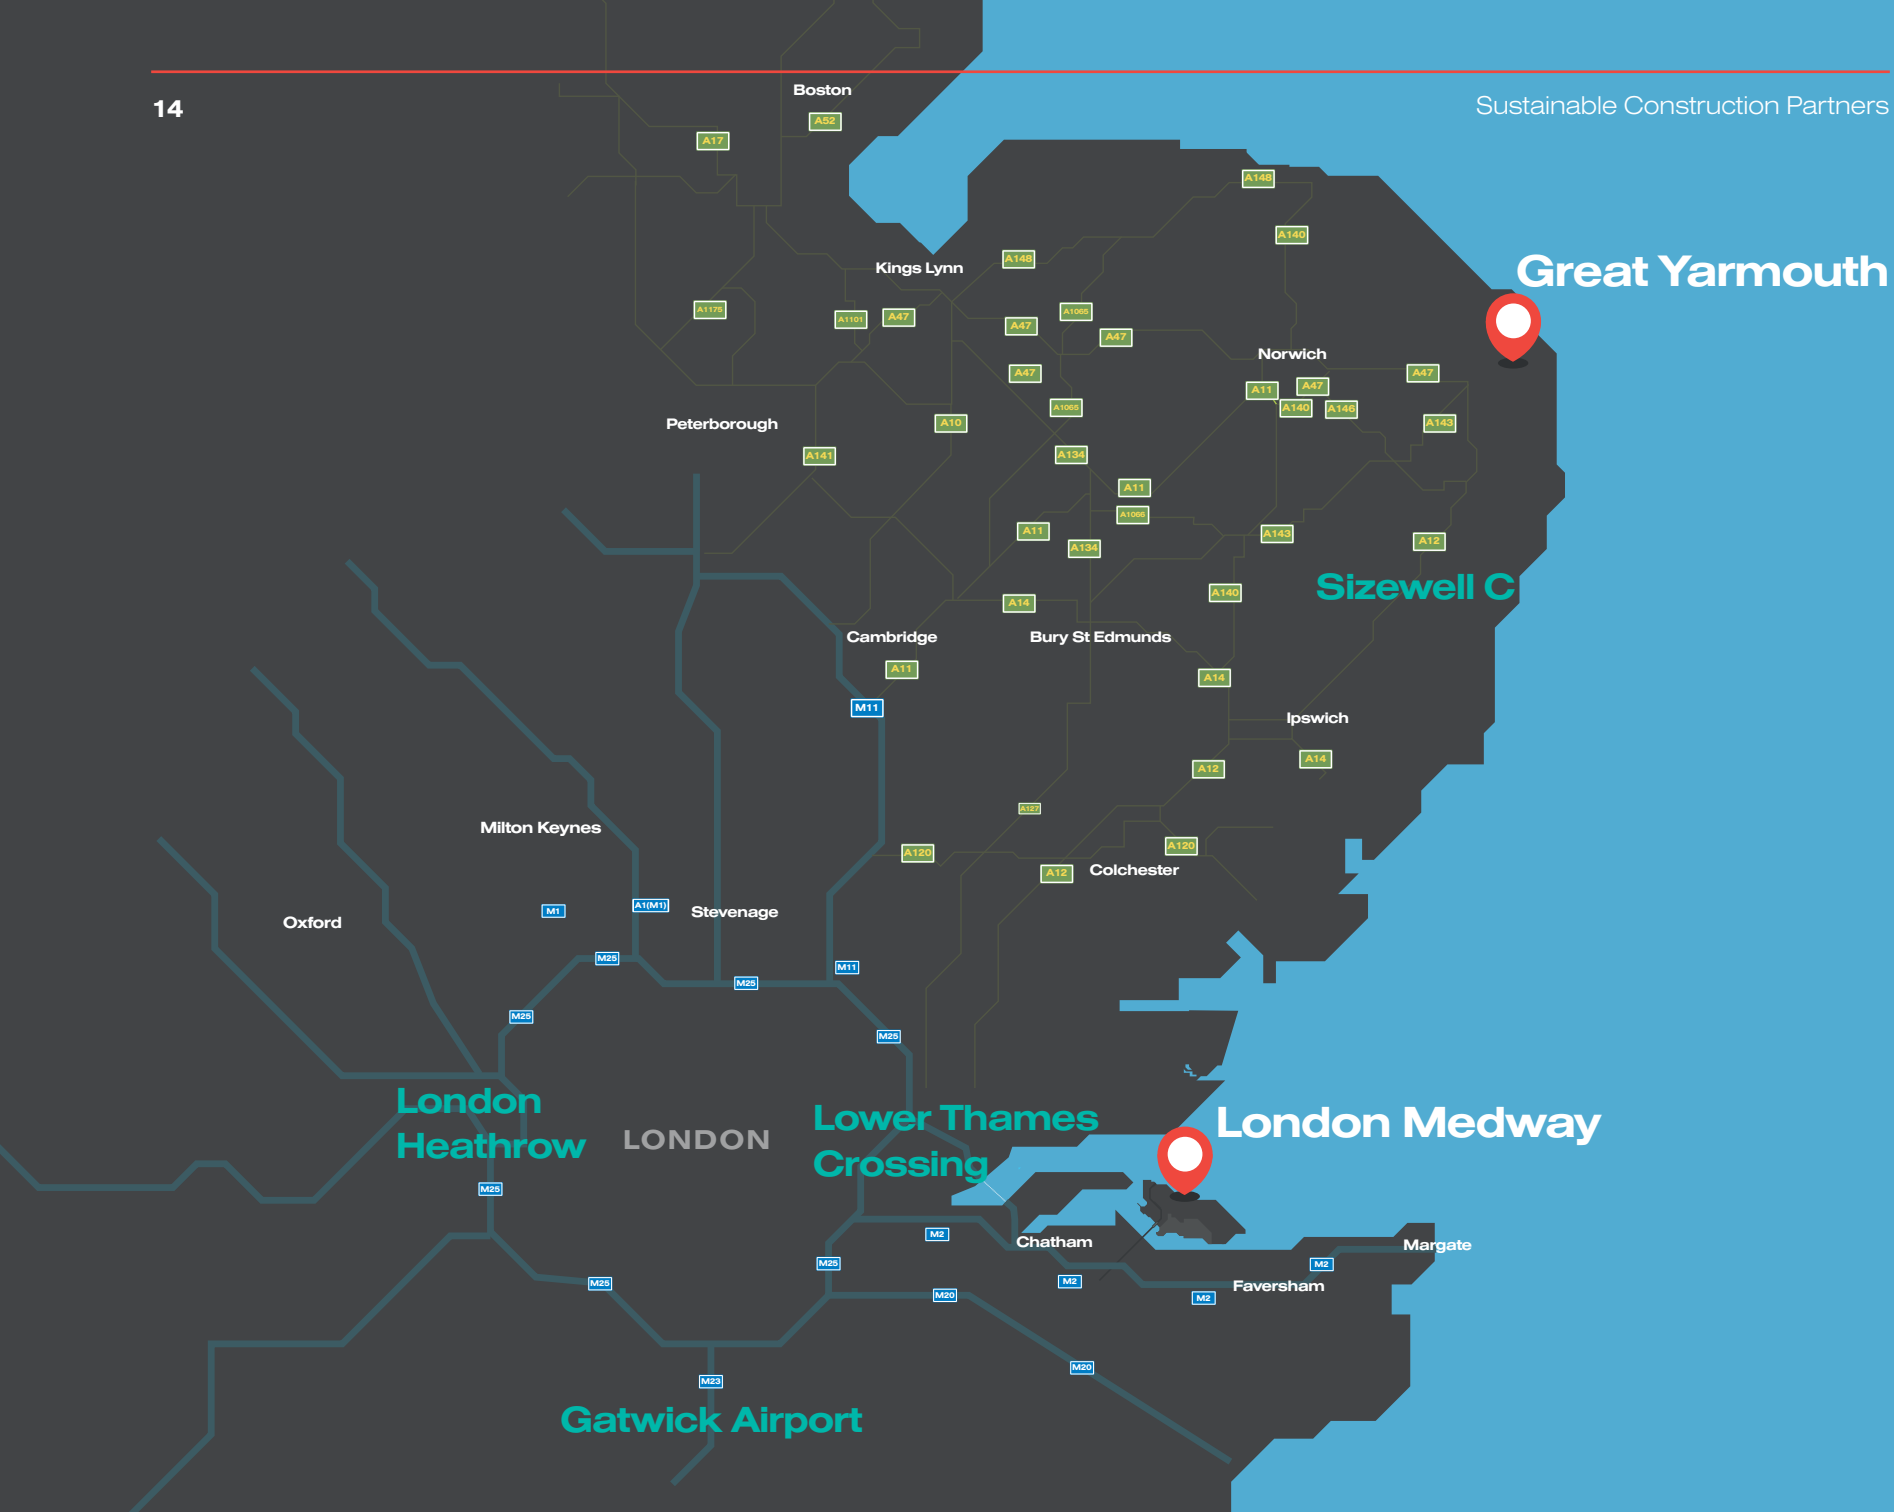 14
Sustainable Construction Partners
Boston
A52
A17
A148
A140
A148
Kings Lynn
Great Yarmouth
A1175
A1101
A47
A47
A1065
A47
Norwich
A47
A47
A11
A47
A140
A146
A1065
A143
Peterborough
A10
A141
A134
A11
A1066
A11
A134
A143
A12
Sizewell C
A140
A14
Cambridge
Bury St Edmunds
A11
A14
M11
Ipswich
A14
A12
A127
Milton Keynes
A120
A120
A12
Colchester
M1
A1(M1)
Stevenage
Oxford
M25
M11
M25
M25
M25
London
Heathrow
LONDON
Lower Thames
Crossing
London Medway
M25
M2
Chatham
Margate
M25
M2
M25
M2
Faversham
M20
M2
M20
M23
Gatwick Airport